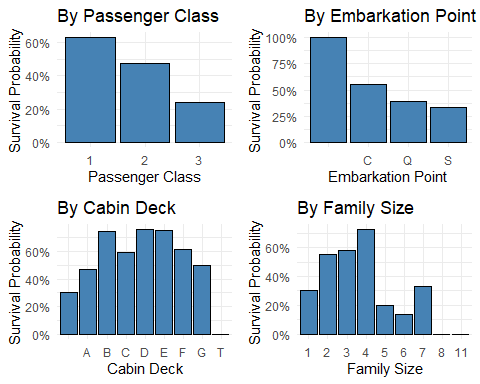 By Passenger Class
Survival Probability
60%
40%
20%
0%
1 2 3
Passenger Class
By Embarkation Point
Survival Probability
100%
75%
50%
25%
0%
C Q S
Embarkation Point
By Cabin Deck
Survival Probability
60%
40%
20%
0%
A B C D E F G T
Cabin Deck
By Family Size
Survival Probability
60%
40%
20%
0%
1 2 3 4 5 6 7 8 11
Family Size